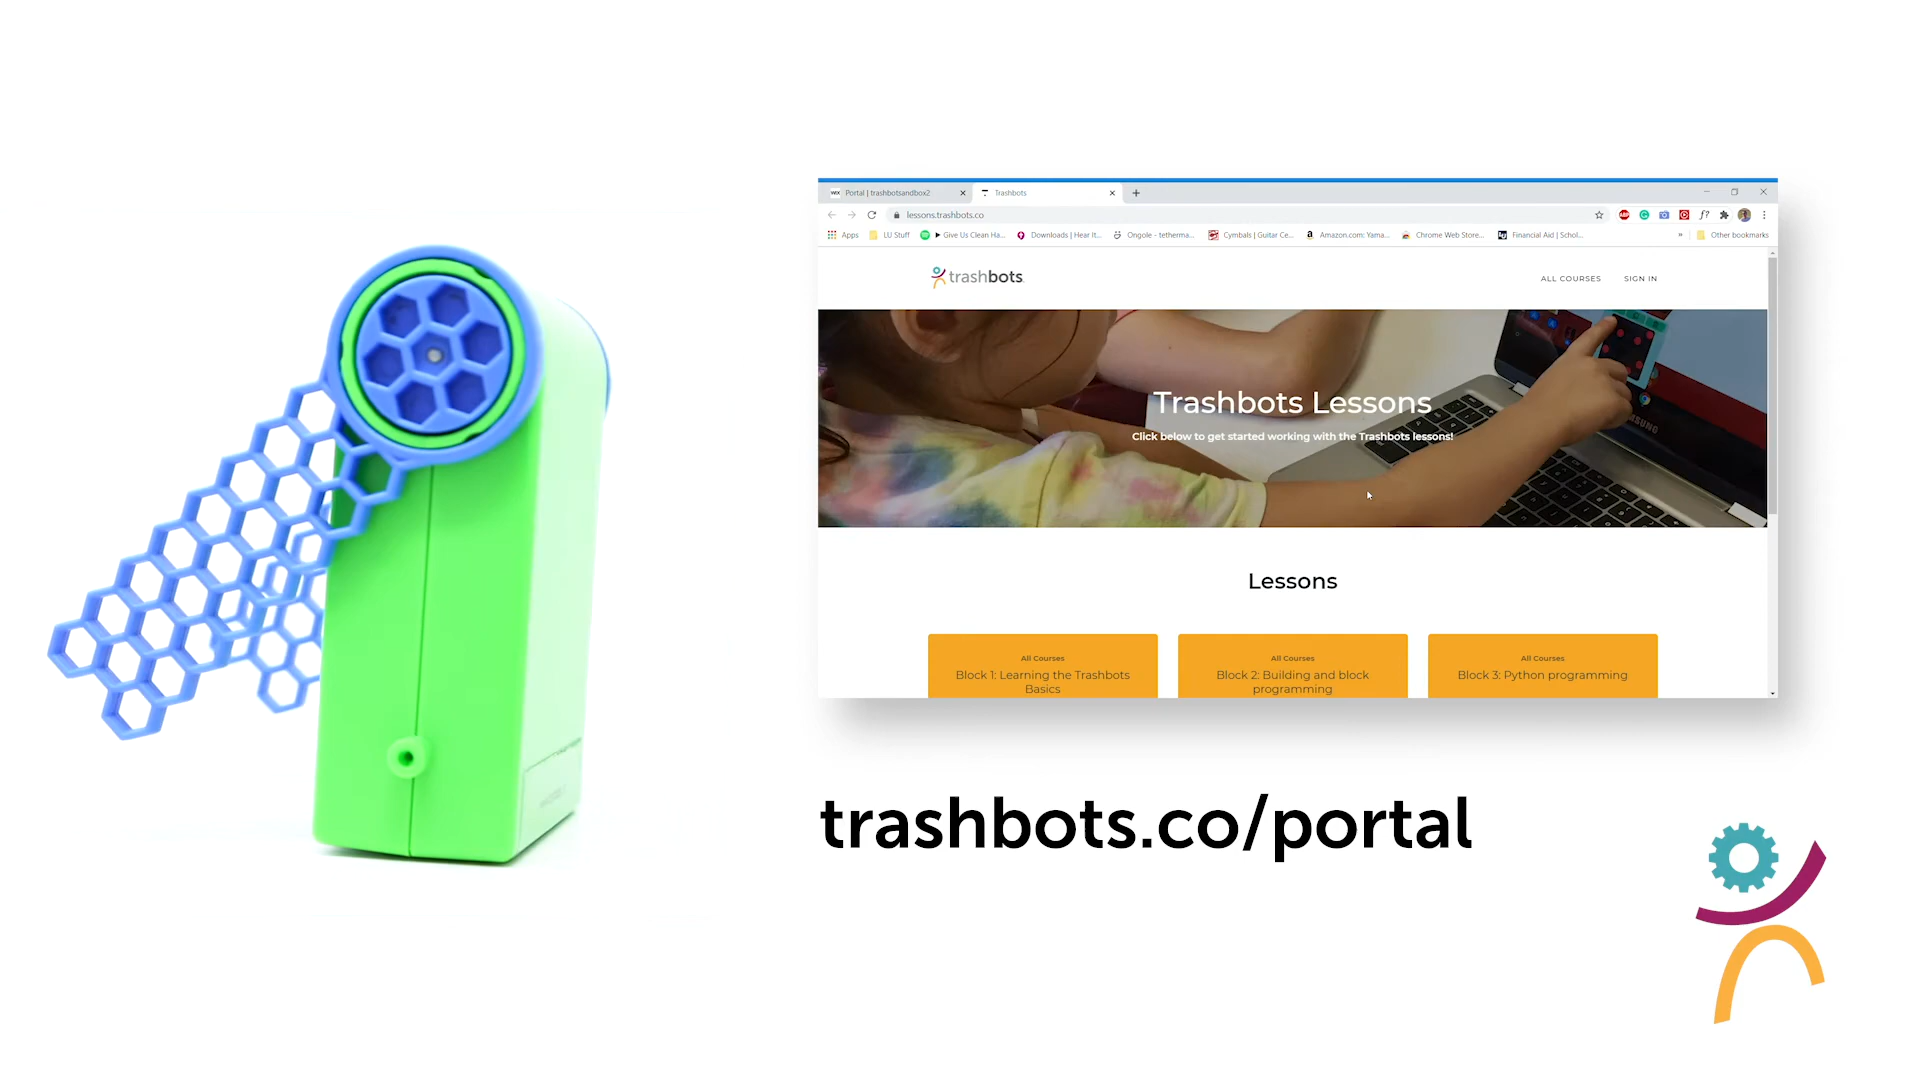 Portal | trashbotsandbox2
Trashbots
lessons.trashbots.co
Apps
LU Stuff
Give Us Clean Ha...
Downloads | Hear It...
Ongole - tetherma...
Cymbals | Guitar Ce...
Amazon.com: Yama...
Chrome Web Store...
Financial Aid | Schol...
Other bookmarks
trashbots
ALL COURSES
SIGN IN
Trashbots Lessons
Click below to get started working with the Trashbots lessons!
SAMSUNG
Lessons
All Courses
Block 1: Learning the Trashbots
Basics
All Courses
Block 2: Building and block
programming
All Courses
Block 3: Python programming
trashbots.co/portal